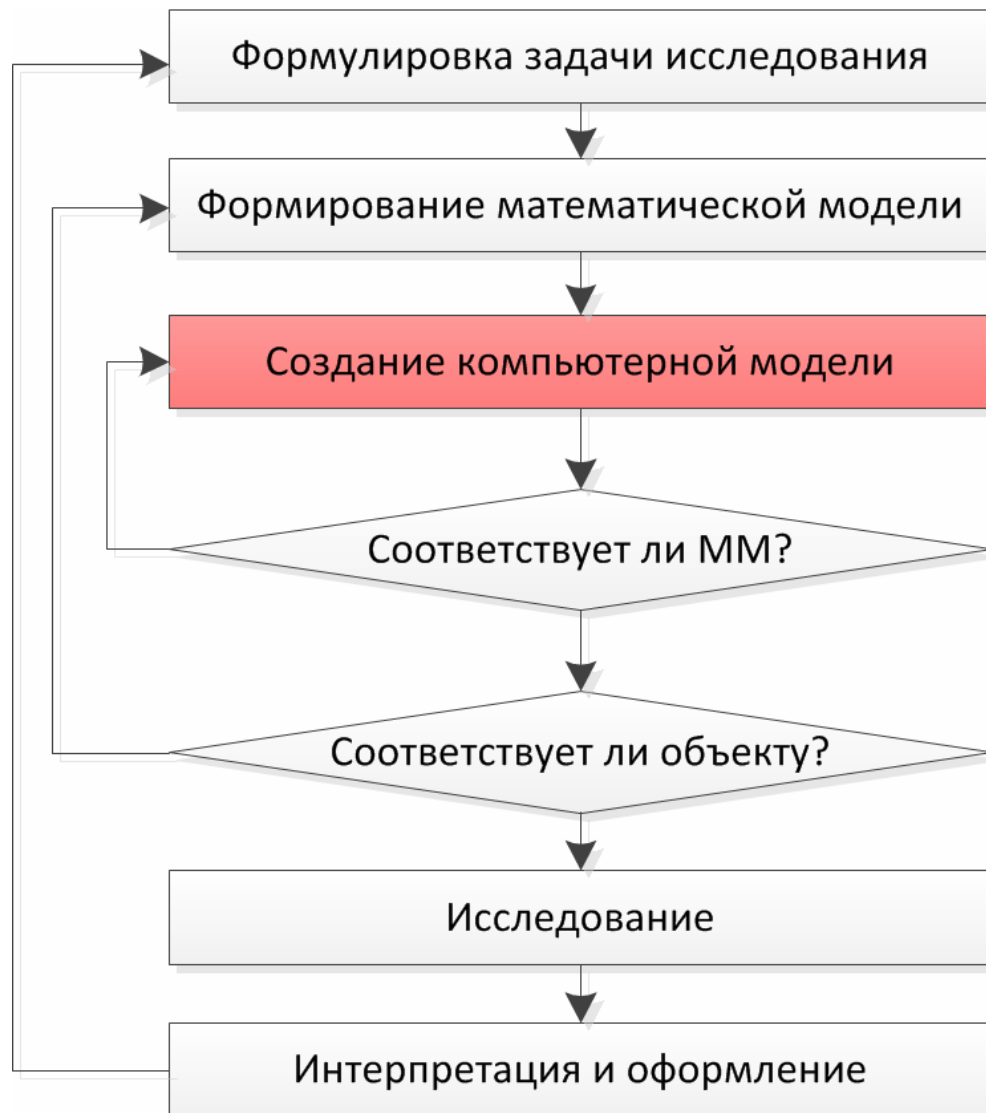 Формулировка задачи исследования
Формирование математической модели
Создание компьютерной модели
Соответствует ли ММ?
Соответствует ли объекту?
Исследование
Интерпретация и оформление